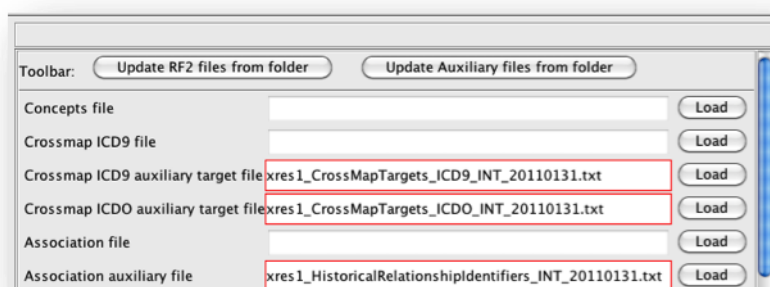 Toolbar: Update RF2 files from folder Update Auxiliary files from folder
Concepts file Load
Crossmap ICD9 file Load
Crossmap ICD9 auxiliary target file xres1_CrossMapTargets_ICD9_INT_20110131.txt Load
Crossmap ICDO auxiliary target file xres1_CrossMapTargets_ICDO_INT_20110131.txt Load
Association file Load
Association auxiliary file xres1_HistoricalRelationshipIdentifiers_INT_20110131.txt Load